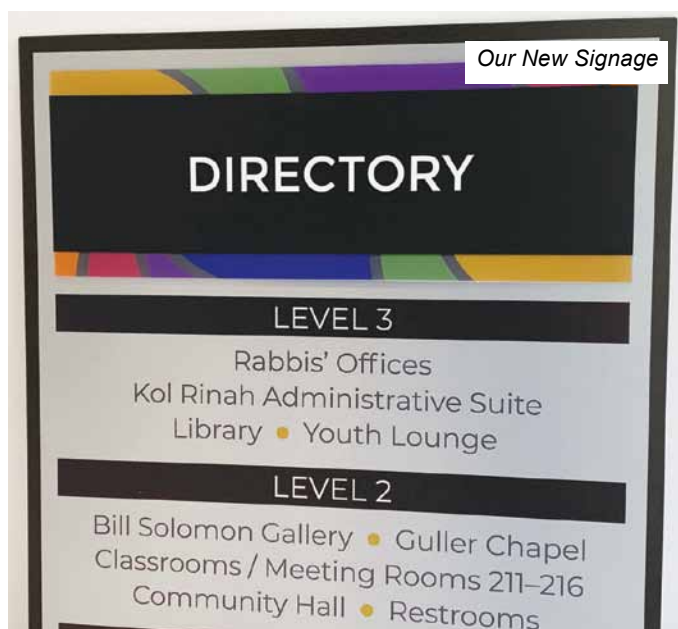 Our New Signage
DIRECTORY
LEVEL 3
Rabbis’ Offices
Kol Rinah Administrative Suite
Library • Youth Lounge
LEVEL 2
Bill Solomon Gallery • Guller Chapel
Classrooms / Meeting Rooms 211–216
Community Hall • Restrooms